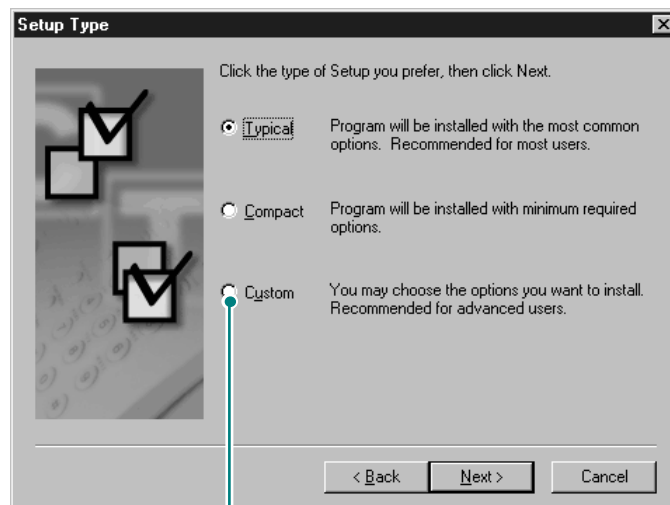 Setup Type
Click the type of Setup you prefer, then click Next.
Typical
Program will be installed with the most common
options. Recommended for most users.
Compact
Program will be installed with minimum required
options.
Custom
You may choose the options you want to install.
Recommended for advanced users.
< Back
Next >
Cancel